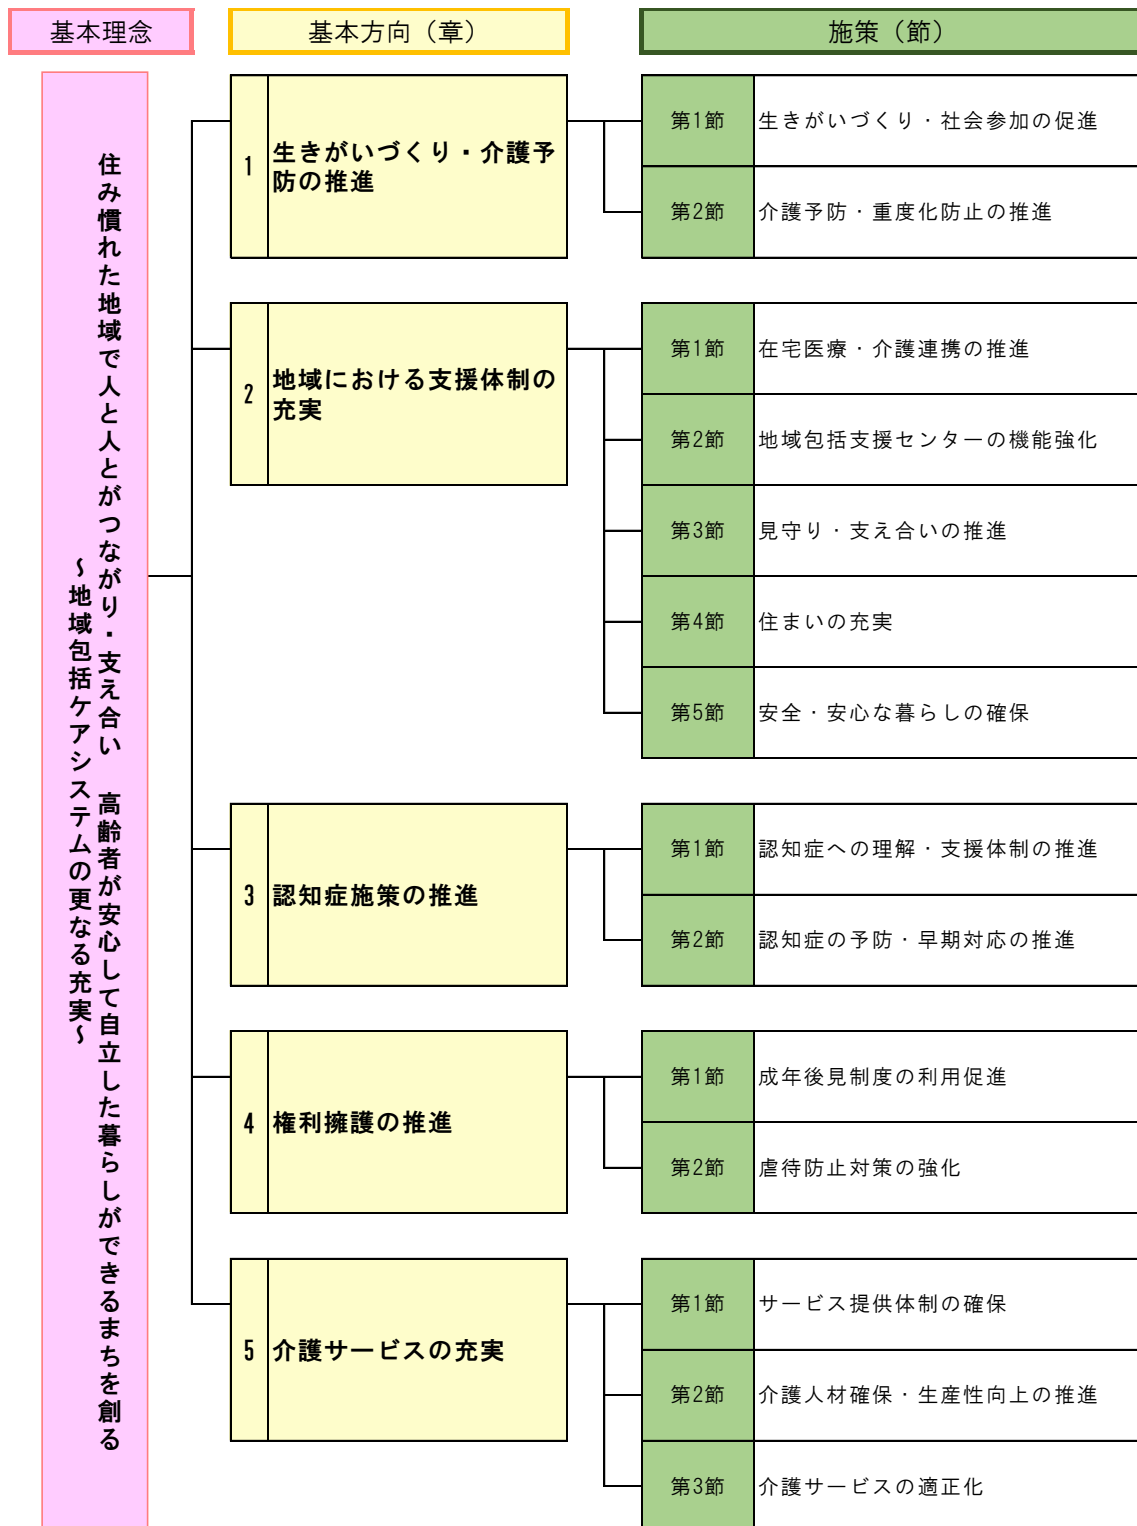 基本理念
基本方向（章）
施策（節）
住み慣れた地域で人と人とがつながり・支え合い　高齢者が安心して自立した暮らしができるまちを創る
～地域包括ケアシステムの更なる充実～
1
生きがいづくり・介護予
防の推進
第1節
生きがいづくり・社会参加の促進
第2節
介護予防・重度化防止の推進
2
地域における支援体制の
充実
第1節
在宅医療・介護連携の推進
第2節
地域包括支援センターの機能強化
第3節
見守り・支え合いの推進
第4節
住まいの充実
第5節
安全・安心な暮らしの確保
3
認知症施策の推進
第1節
認知症への理解・支援体制の推進
第2節
認知症の予防・早期対応の推進
4
権利擁護の推進
第1節
成年後見制度の利用促進
第2節
虐待防止対策の強化
5
介護サービスの充実
第1節
サービス提供体制の確保
第2節
介護人材確保・生産性向上の推進
第3節
介護サービスの適正化